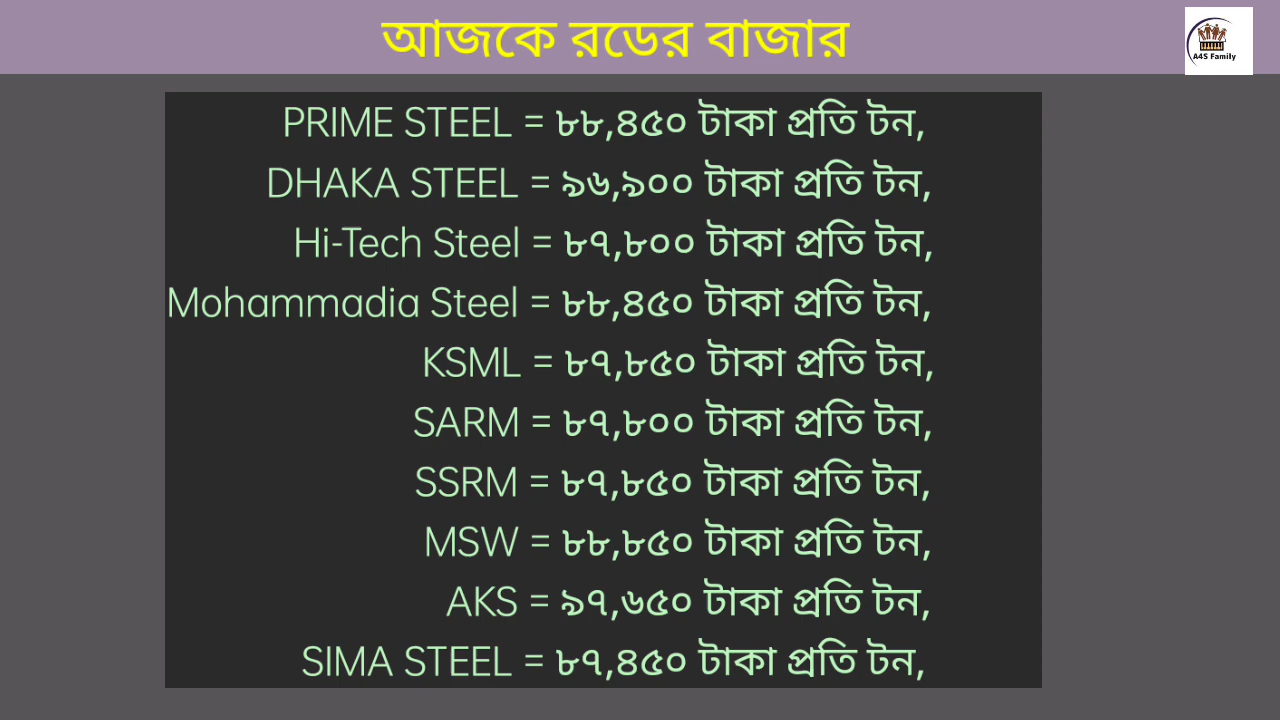 আজকে রডের বাজার
A4S Family
PRIME STEEL = ৮৮,৪৫০ টাকা প্রতি টন,
DHAKA STEEL = ৯৬,৯০০ টাকা প্রতি টন,
Hi-Tech Steel = ৮৭,৮০০ টাকা প্রতি টন,
Mohammadia Steel = ৮৮,৪৫০ টাকা প্রতি টন,
KSML = ৮৭,৮৫০ টাকা প্রতি টন,
SARM = ৮৭,৮০০ টাকা প্রতি টন,
SSRM = ৮৭,৮৫০ টাকা প্রতি টন,
MSW = ৮৮,৮৫০ টাকা প্রতি টন,
AKS = ৯৭,৬৫০ টাকা প্রতি টন,
SIMA STEEL = ৮৭,৪৫০ টাকা প্রতি টন,